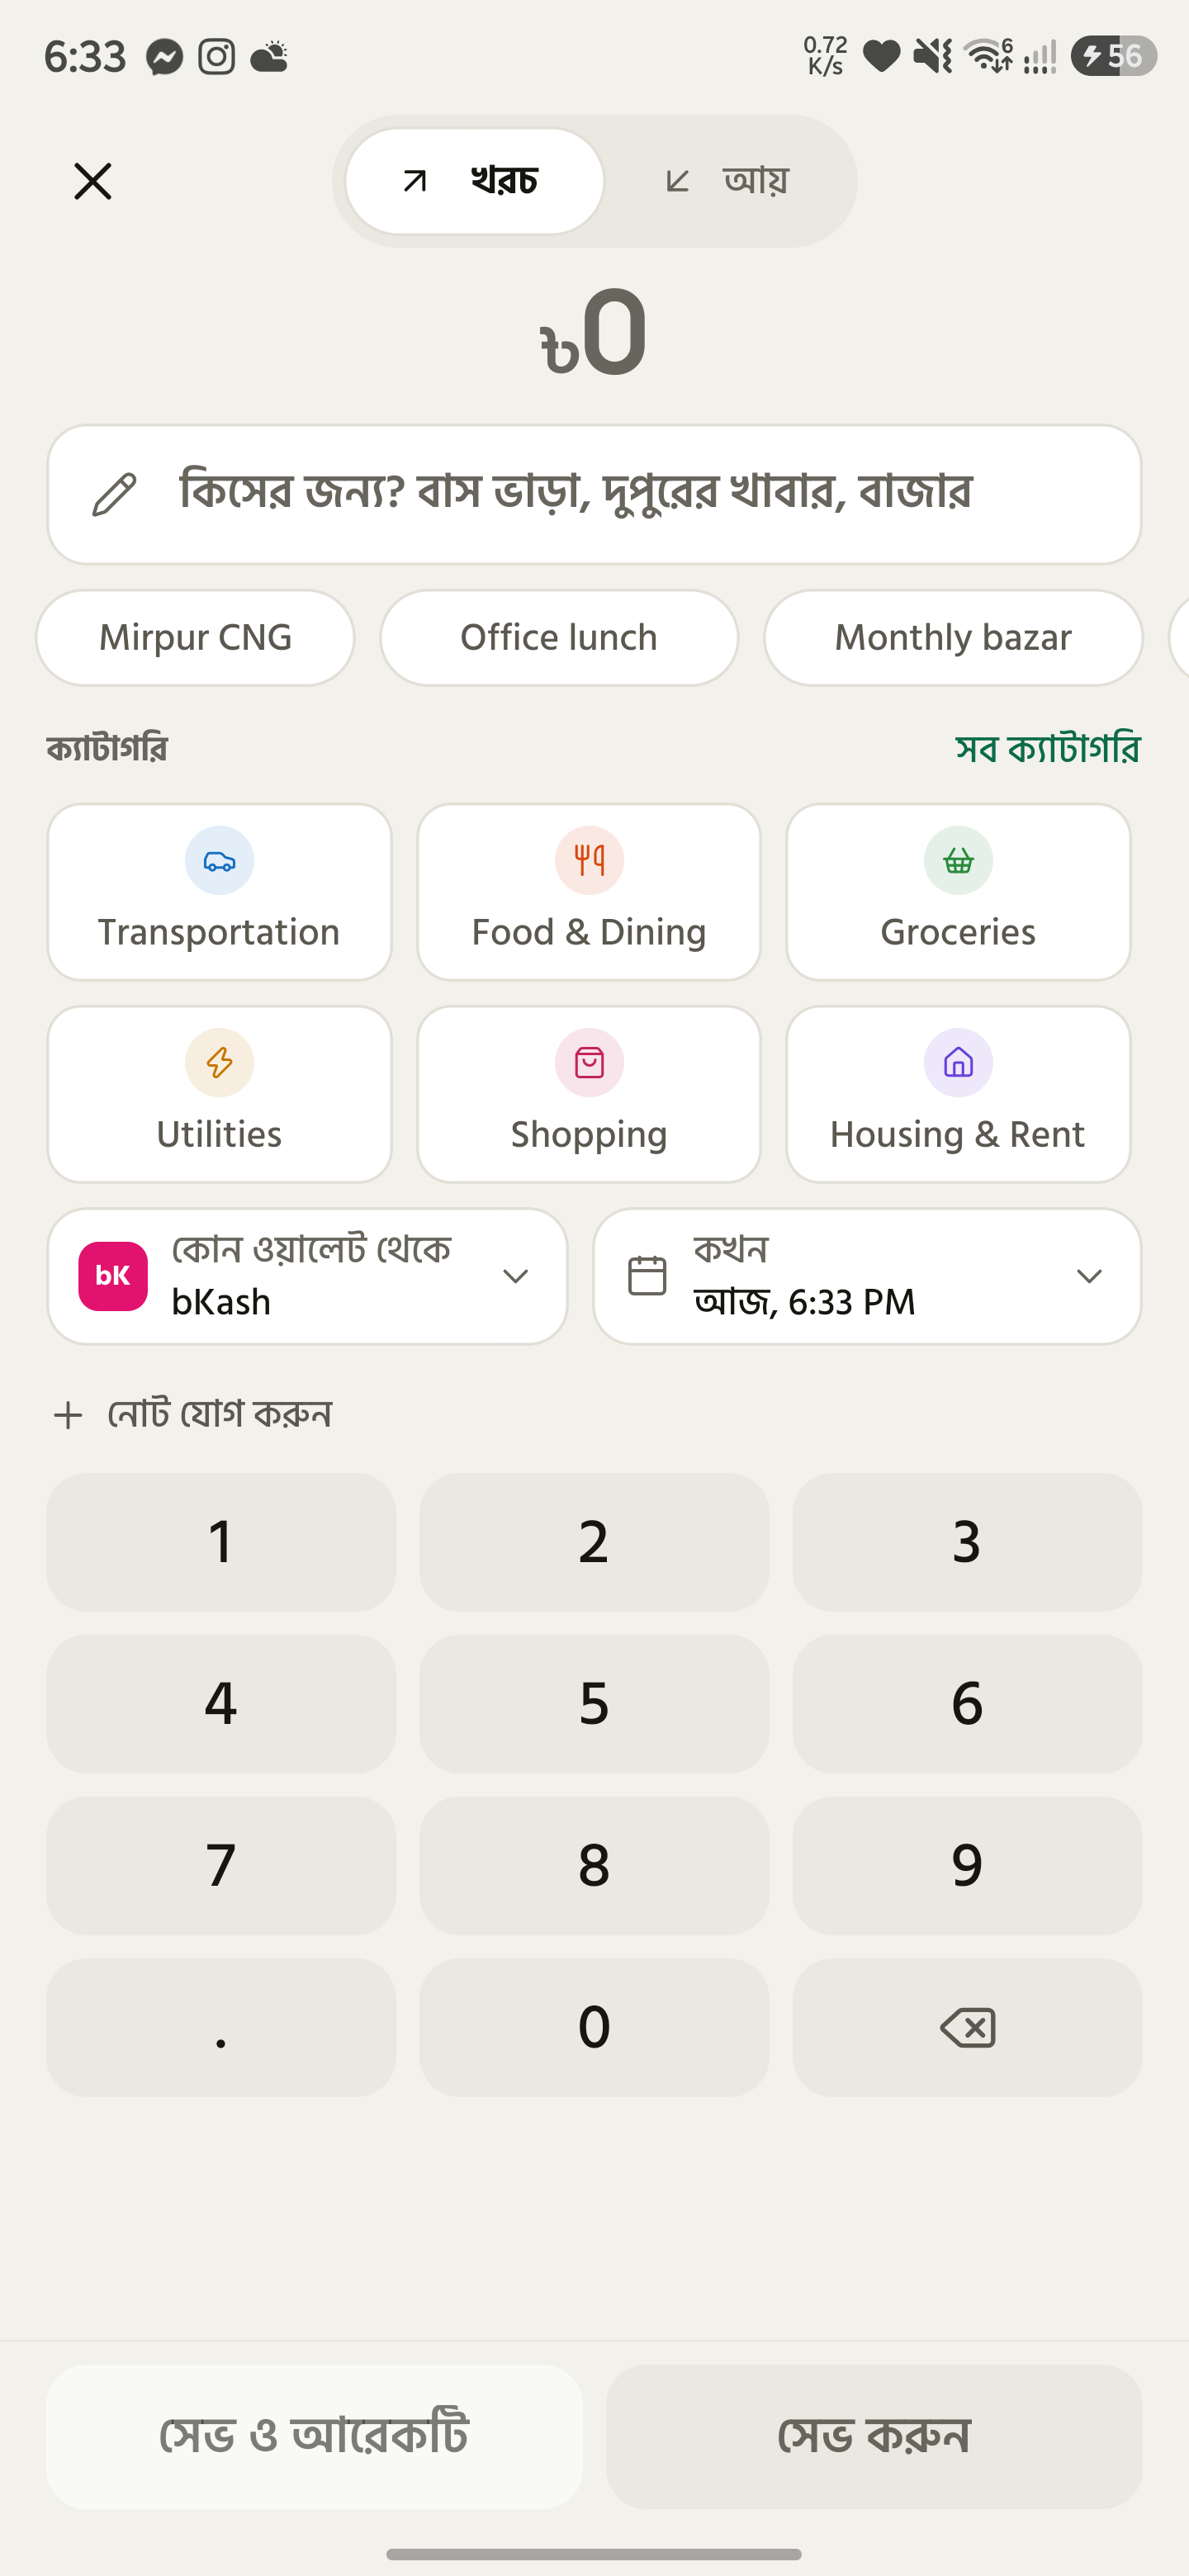 6:33
0.72 K/s
6
56
খরচ
আয়
৳0
কিসের জন্য? বাস ভাড়া, দুপুরের খাবার, বাজার
Mirpur CNG
Office lunch
Monthly bazar
ক্যাটাগরি
সব ক্যাটাগরি
Transportation
Food & Dining
Groceries
Utilities
Shopping
Housing & Rent
bK
কোন ওয়ালেট থেকে
bKash
কখন
আজ, 6:33 PM
নোট যোগ করুন
1 2 3
4 5 6
7 8 9
. 0
সেভ ও আরেকটি
সেভ করুন